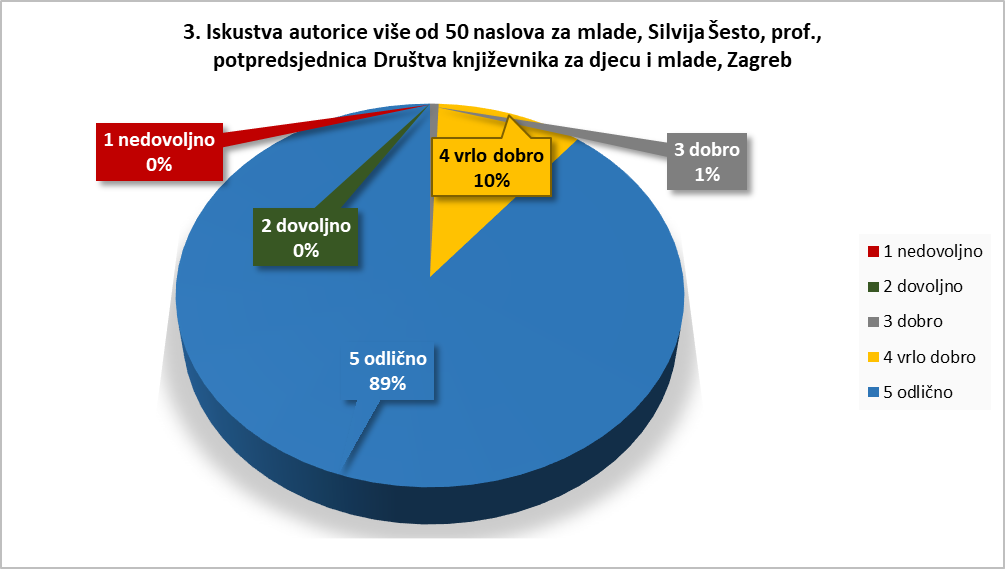 3. Iskustva autorice više od 50 naslova za mlade, Silvija Šesto, prof.,
potpredsjednica Društva književnika za djecu i mlade, Zagreb
1 nedovoljno
0%
2 dovoljno
0%
4 vrlo dobro
10%
3 dobro
1%
5 odlično
89%
1 nedovoljno
2 dovoljno
3 dobro
4 vrlo dobro
5 odlično